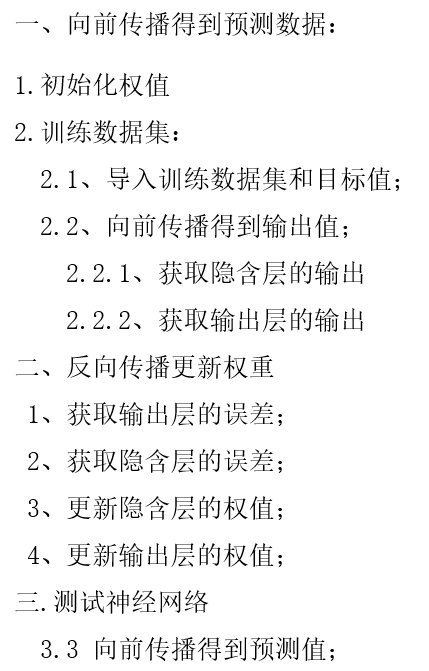 一、向前传播得到预测数据：
1.初始化权值
2.训练数据集：
2.1、导入训练数据集和目标值；
2.2、向前传播得到输出值；
2.2.1、获取隐含层的输出
2.2.2、获取输出层的输出
二、反向传播更新权重
1、获取输出层的误差；
2、获取隐含层的误差；
3、更新隐含层的权值；
4、更新输出层的权值；
三.测试神经网络
3.3 向前传播得到预测值；